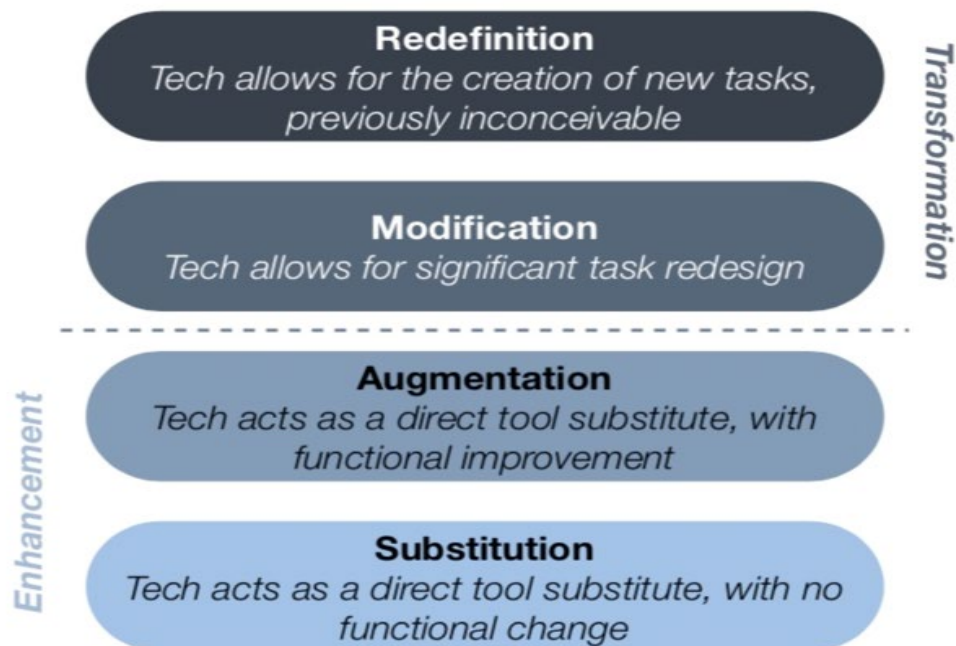 Redefinition
Tech allows for the creation of new tasks,
previously inconceivable
Transformation
Modification
Tech allows for significant task redesign
Augmentation
Tech acts as a direct tool substitute, with
functional improvement
Enhancement
Substitution
Tech acts as a direct tool substitute, with no
functional change